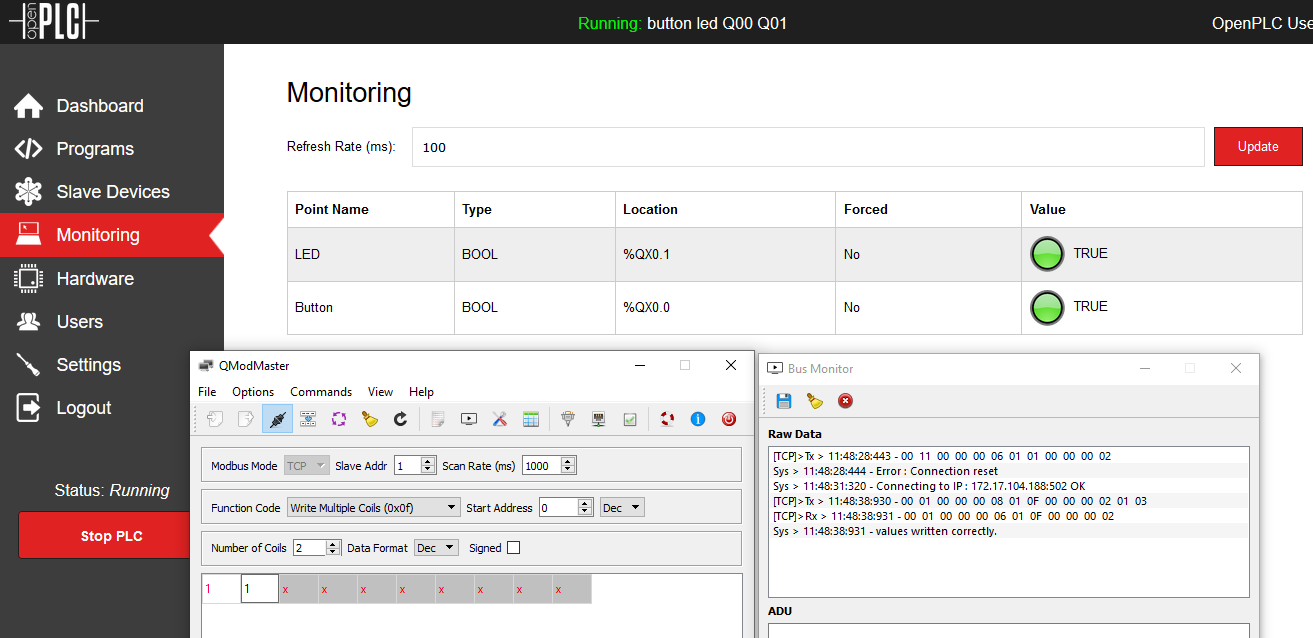 open PLC
Running: button led Q00 Q01
OpenPLC Use
Dashboard
Programs
Slave Devices
Monitoring
Hardware
Users
Settings
Logout
Status: Running
Stop PLC
Monitoring
Refresh Rate (ms):
100
Update
Point Name Type Location Forced Value
LED BOOL %QX0.1 No TRUE
Button BOOL %QX0.0 No TRUE
QModMaster
File Options Commands View Help
Modbus Mode TCP Slave Addr 1 Scan Rate (ms) 1000
Function Code Write Multiple Coils (0x0f) Start Address 0 Dec
Number of Coils 2 Data Format Dec Signed
1 1 x x x x x x x x
Bus Monitor
Raw Data
[TCP]>Tx > 11:48:28:443 - 00 11 00 00 00 06 01 01 00 00 00 02
Sys > 11:48:28:444 - Error : Connection reset
Sys > 11:48:31:320 - Connecting to IP : 172.17.104.188:502 OK
[TCP]>Tx > 11:48:38:930 - 00 01 00 00 00 08 01 0F 00 00 00 02 01 03
[TCP]>Rx > 11:48:38:931 - 00 01 00 00 00 06 01 0F 00 00 00 02
Sys > 11:48:38:931 - values written correctly.
ADU